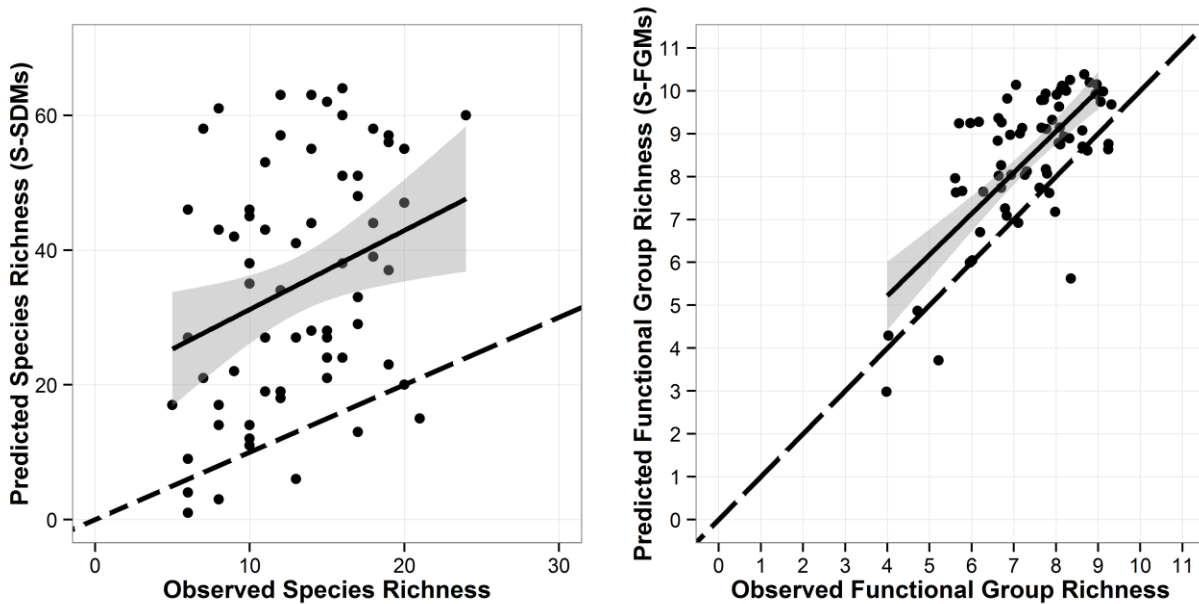 Predicted Species Richness (S-SDMs)
60
40
20
0
0 10 20 30
Observed Species Richness
Predicted Functional Group Richness (S-FGMs)
11
10
9
8
7
6
5
4
3
2
1
0
0 1 2 3 4 5 6 7 8 9 10 11
Observed Functional Group Richness